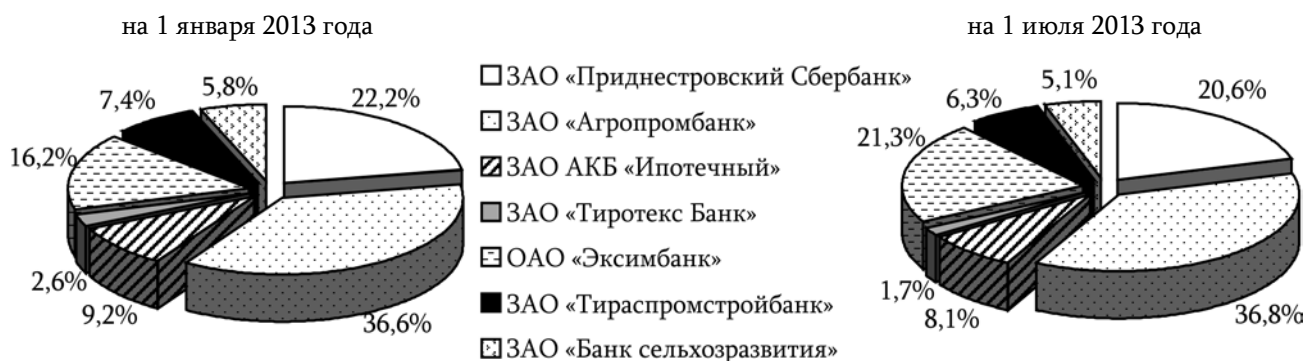 на 1 января 2013 года
5,8%
7,4%
22,2%
16,2%
2,6%
9,2%
36,6%
ЗАО «Приднестровский Сбербанк»
ЗАО «Агропромбанк»
ЗАО АКБ «Ипотечный»
ЗАО «Тиротекс Банк»
ОАО «Эксимбанк»
ЗАО «Тираспромстройбанк»
ЗАО «Банк сельхозразвития»
на 1 июля 2013 года
5,1%
6,3%
20,6%
21,3%
1,7%
8,1%
36,8%